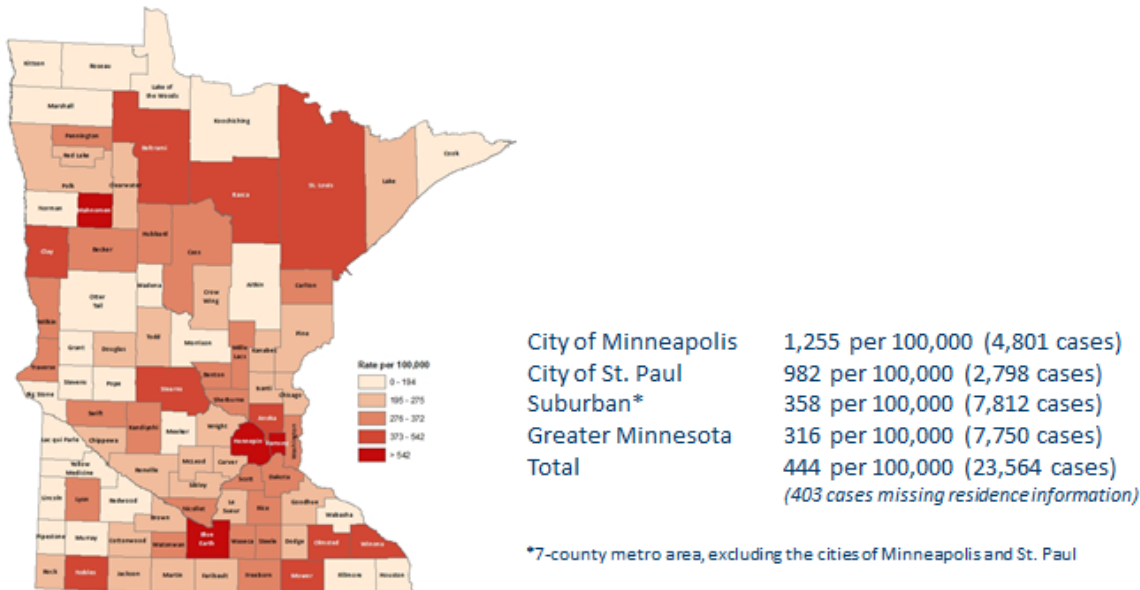 Kittson
Roseau
Lake of
the Woods
Marshall
Koochiching
Pennington
Beltrami
Cook
Red Lake
St. Louis
Lake
Polk
Clearwater
Itasca
Norman
Mahnomen
Hubbard
Clay
Becker
Cass
Wadena
Aitkin
Carlton
Otter
Tail
Crow
Wing
Wilkin
Pine
Todd
Morrison
Mille
Lacs
Kanabec
Grant
Douglas
Traverse
Benton
Stevens
Pope
Stearns
Isanti
Chicago
Big Stone
Sherburne
Swift
Anoka
Kandiyohi
Meeker
Wright
Hennepin
Ramsey
Washington
Lac qui Parle
Chippewa
McLeod
Carver
Yellow
Medicine
Renville
Scott
Dakota
Sibley
Lincoln
Lyon
Redwood
Nicollet
Le
Sueur
Rice
Goodhue
Wabasha
Brown
Pipestone
Murray
Cottonwood
Watonwan
Blue
Earth
Waseca
Steele
Dodge
Olmsted
Winona
Rock
Nobles
Jackson
Martin
Faribault
Freeborn
Mower
Fillmore
Houston
Rate per 100,000
0 - 194
195 - 275
276 - 372
373 - 542
> 542
City of Minneapolis 1,255 per 100,000 (4,801 cases)
City of St. Paul 982 per 100,000 (2,798 cases)
Suburban* 358 per 100,000 (7,812 cases)
Greater Minnesota 316 per 100,000 (7,750 cases)
Total 444 per 100,000 (23,564 cases)
(403 cases missing residence information)
*7-county metro area, excluding the cities of Minneapolis and St. Paul